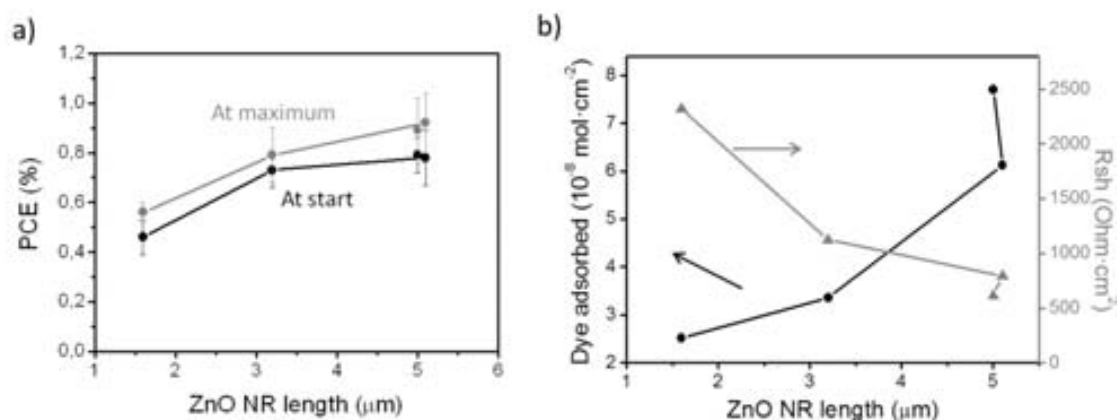 a)
1,2
1,0
0,8
0,6
0,4
0,2
0,0
PCE (%)
At maximum
At start
1 2 3 4 5 6
ZnO NR length (μm)
b)
8
7
6
5
4
3
2
Dye adsorbed (10⁻⁸ mol·cm⁻²)
2500
2000
1500
1000
500
0
Rsh (Ohm·cm²)
1 2 3 4 5
ZnO NR length (μm)